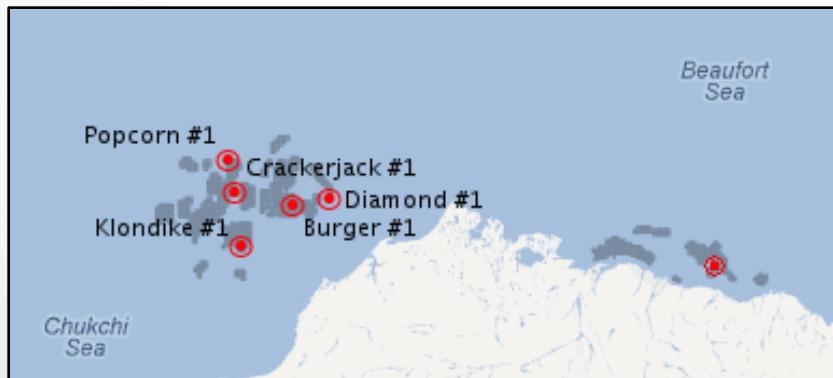 Beaufort
Sea
Popcorn #1
Crackerjack #1
Diamond #1
Klondike #1
Burger #1
Chukchi
Sea